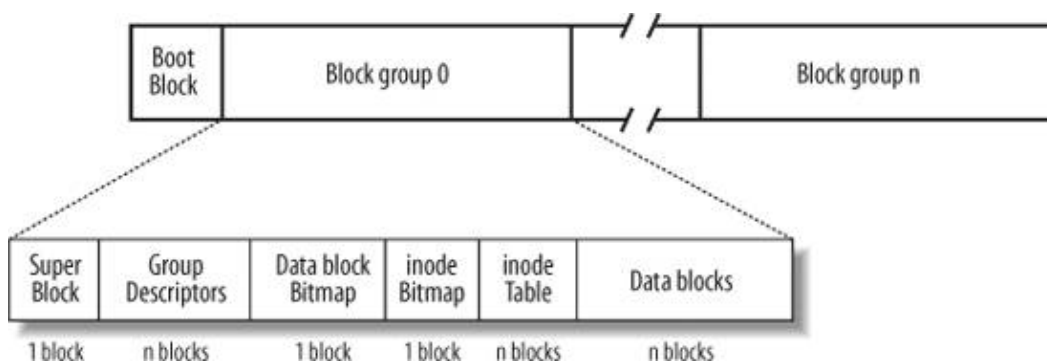 Boot
Block
Block group 0
Block group n
Super
Block
Group
Descriptors
Data block
Bitmap
inode
Bitmap
inode
Table
Data blocks
1 block
n blocks
1 block
1 block
n blocks
n blocks